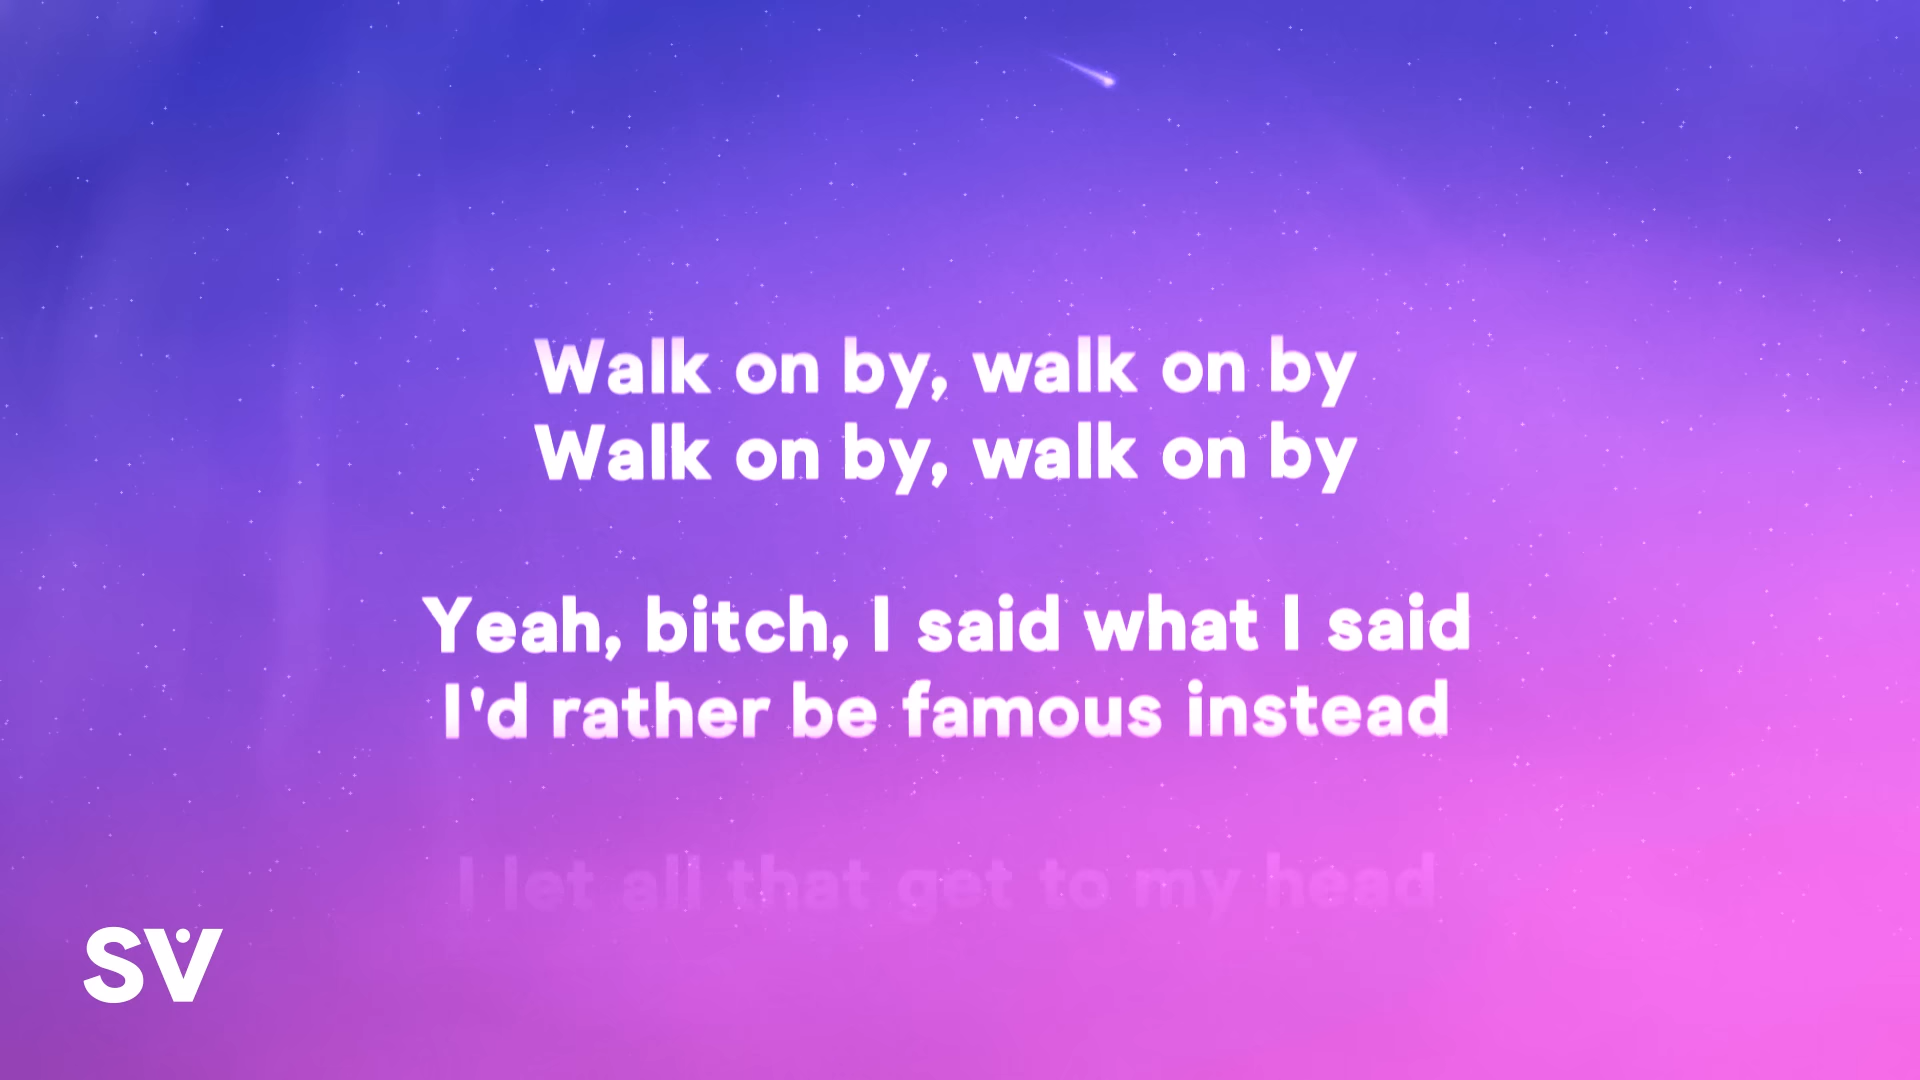 Walk on by, walk on by
Walk on by, walk on by
Yeah, bitch, I said what I said
I'd rather be famous instead
I let all that get to my head
SV